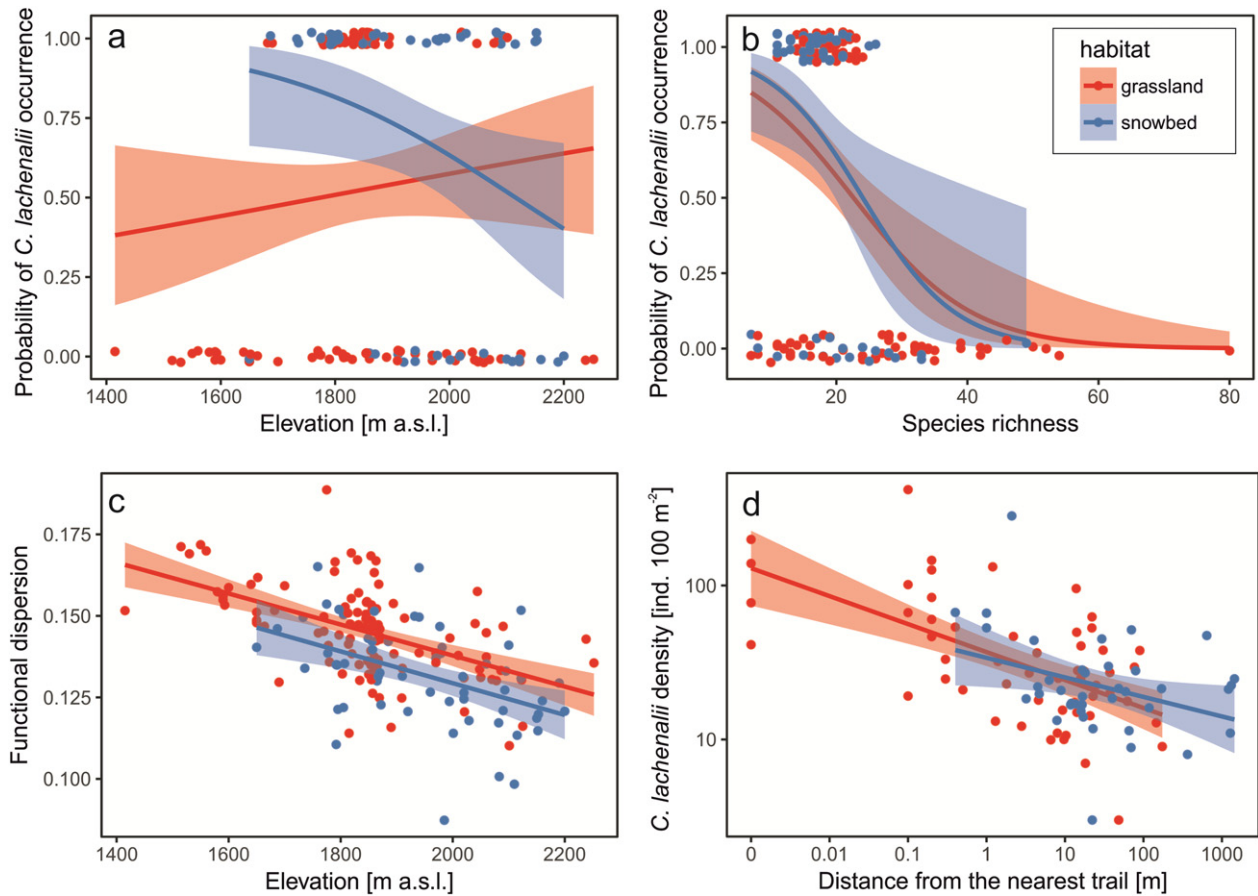 a
Probability of C. lachenalii occurrence
1.00
0.75
0.50
0.25
0.00
1400 1600 1800 2000 2200
Elevation [m a.s.l.]
b
Probability of C. lachenalii occurrence
1.00
0.75
0.50
0.25
0.00
20 40 60 80
Species richness
habitat
grassland
snowbed
c
Functional dispersion
0.175
0.150
0.125
0.100
1400 1600 1800 2000 2200
Elevation [m a.s.l.]
d
C. lachenalii density [ind. 100 m⁻²]
100
10
0 0.01 0.1 1 10 100 1000
Distance from the nearest trail [m]